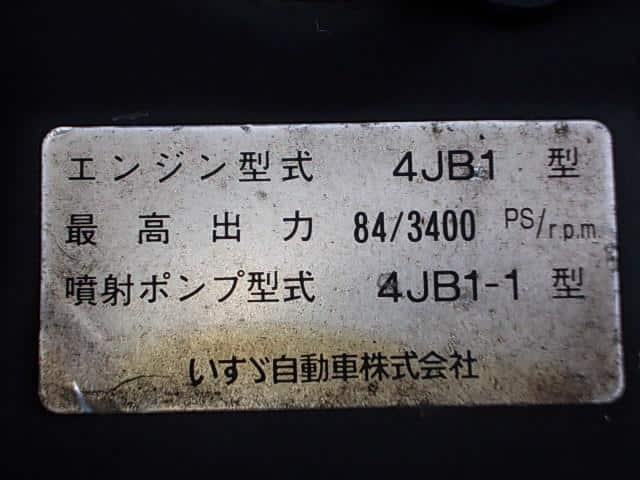 エンジン型式 4JB1 型
最高出力 84/3400 PS/r.p.m.
噴射ポンプ型式 4JB1-1 型
いすゞ自動車株式会社